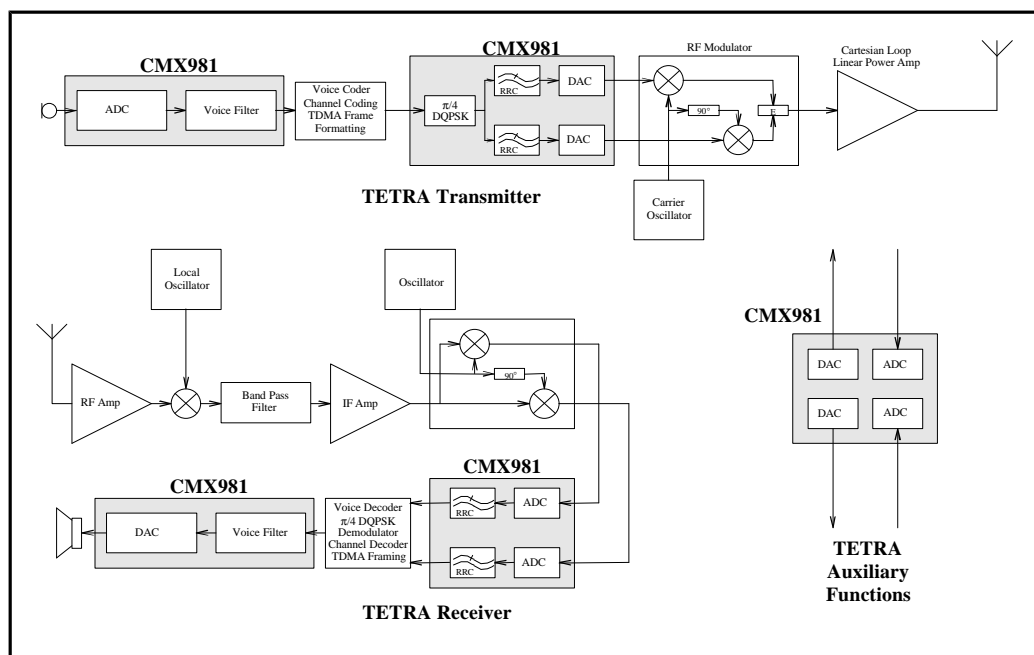 CMX981
ADC
Voice Filter
Voice Coder
Channel Coding
TDMA Frame
Formatting
CMX981
π/4
DQPSK
RRC
DAC
RRC
DAC
RF Modulator
90°
Σ
Carrier
Oscillator
Cartesian Loop
Linear Power Amp
TETRA Transmitter
Local
Oscillator
Oscillator
RF Amp
Band Pass
Filter
IF Amp
90°
CMX981
DAC
ADC
DAC
ADC
TETRA
Auxiliary
Functions
CMX981
DAC
Voice Filter
Voice Decoder
π/4 DQPSK
Demodulator
Channel Decoder
TDMA Framing
CMX981
RRC
ADC
RRC
ADC
TETRA Receiver